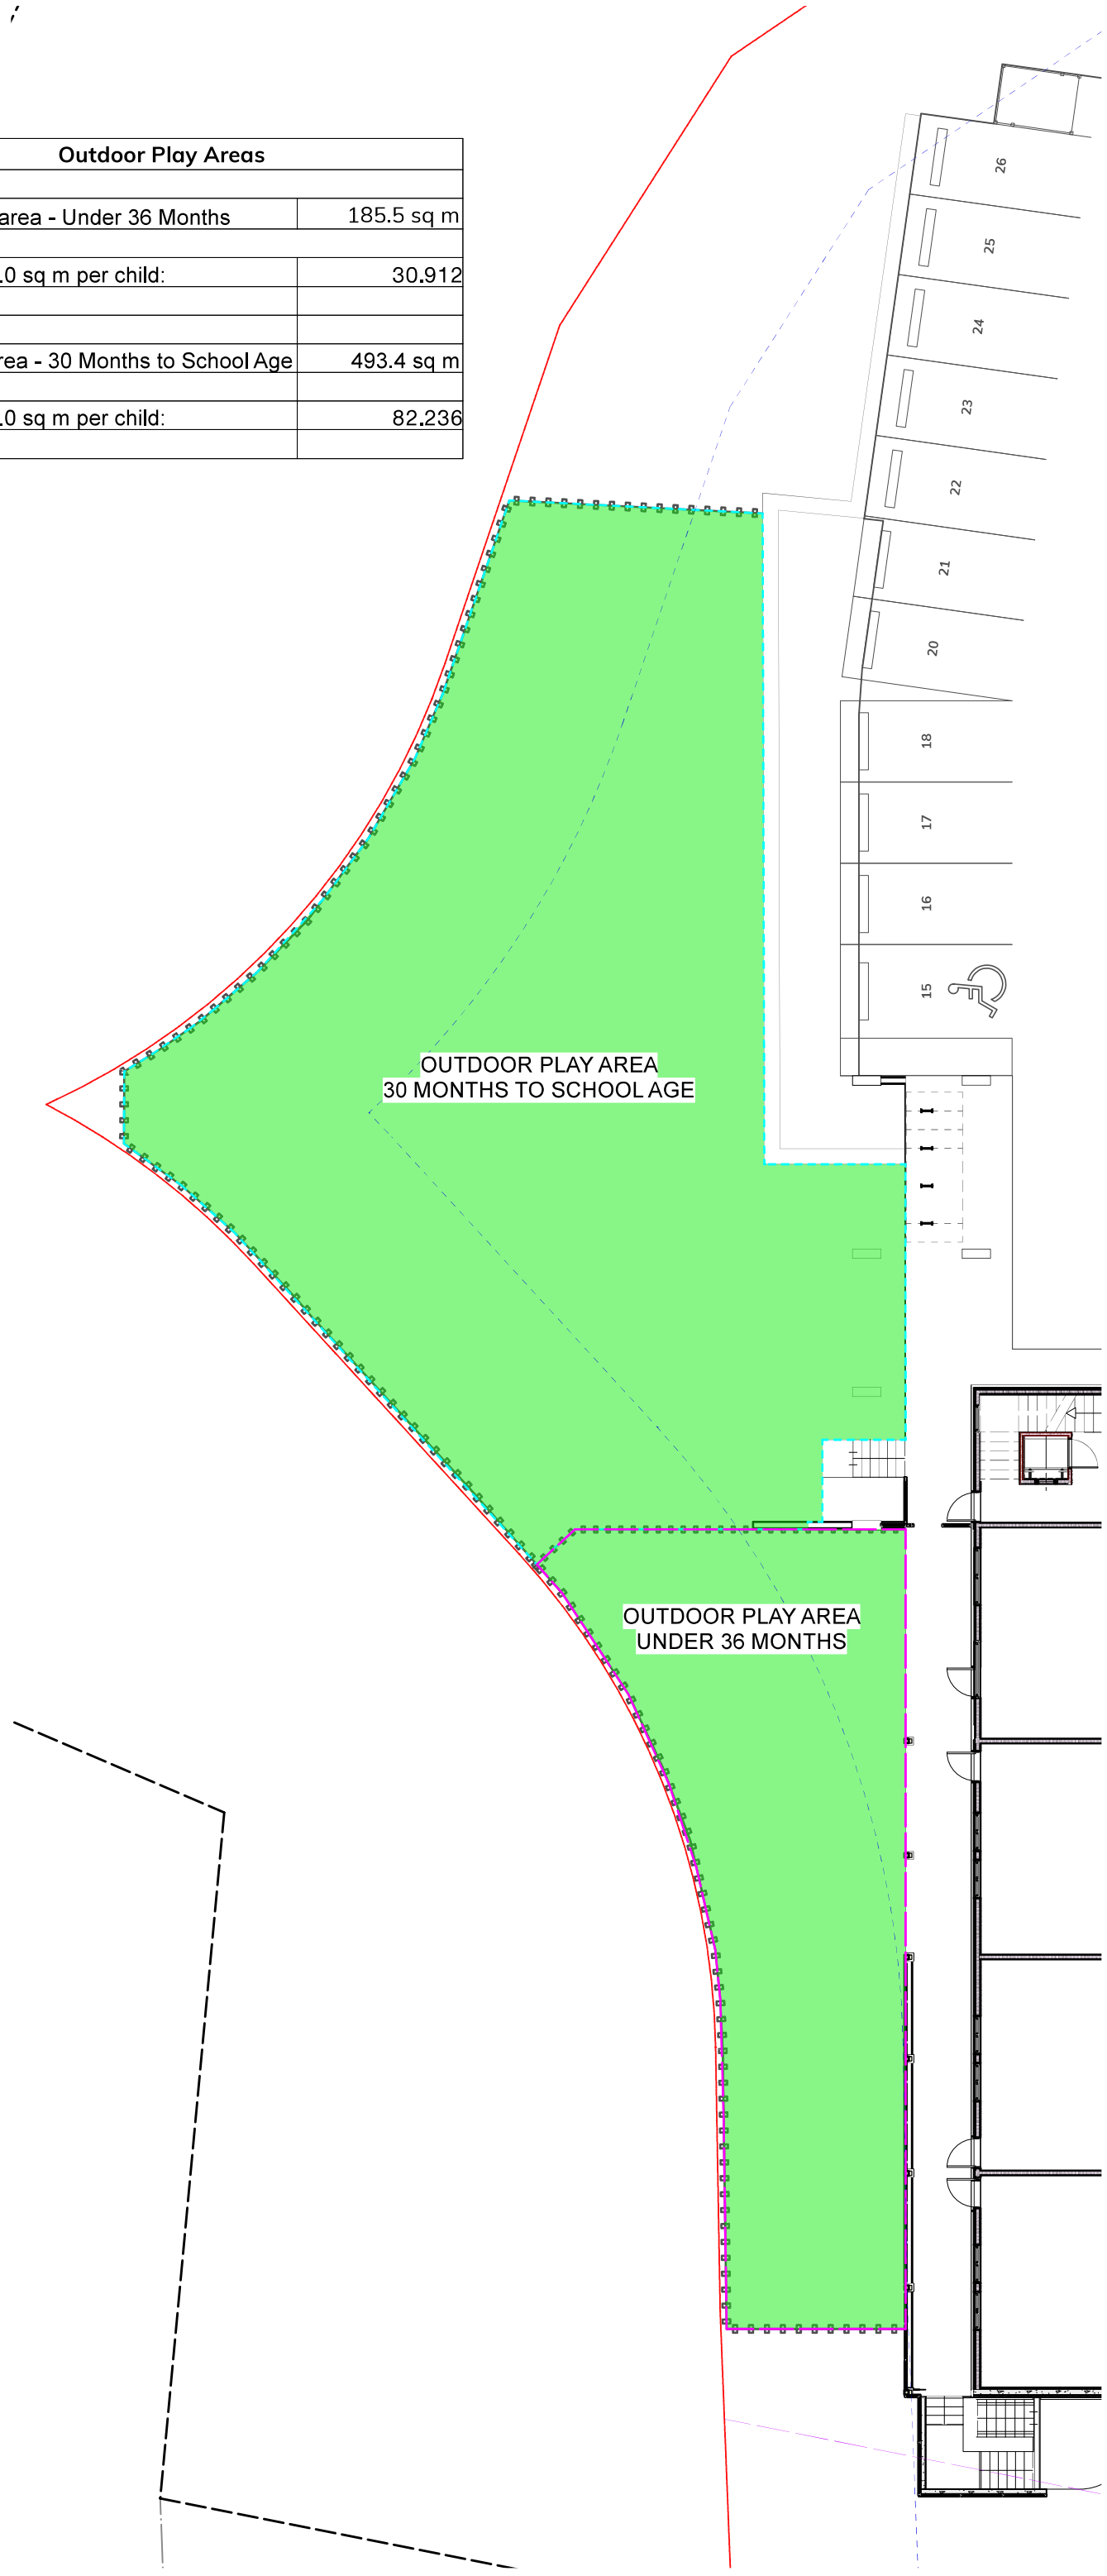 Outdoor Play Areas
area - Under 36 Months 185.5 sq m
.0 sq m per child: 30.912
rea - 30 Months to School Age 493.4 sq m
.0 sq m per child: 82.236
26
25
24
23
22
21
20
18
17
16
15
OUTDOOR PLAY AREA
30 MONTHS TO SCHOOL AGE
OUTDOOR PLAY AREA
UNDER 36 MONTHS